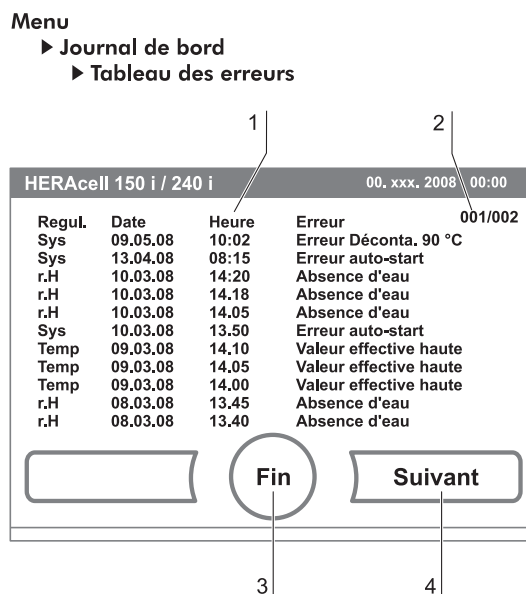 Menu
▶ Journal de bord
▶ Tableau des erreurs
1 2
HERAcell 150 i / 240 i 00. xxx. 2008 00:00
001/002
Regul. Date Heure Erreur
Sys 09.05.08 10:02 Erreur Déconta. 90 °C
Sys 13.04.08 08:15 Erreur auto-start
r.H 10.03.08 14:20 Absence d'eau
r.H 10.03.08 14.18 Absence d'eau
r.H 10.03.08 14.05 Absence d'eau
Sys 10.03.08 13.50 Erreur auto-start
Temp 09.03.08 14.10 Valeur effective haute
Temp 09.03.08 14.05 Valeur effective haute
Temp 09.03.08 14.00 Valeur effective haute
r.H 08.03.08 13.45 Absence d'eau
r.H 08.03.08 13.40 Absence d'eau
Fin Suivant
3 4